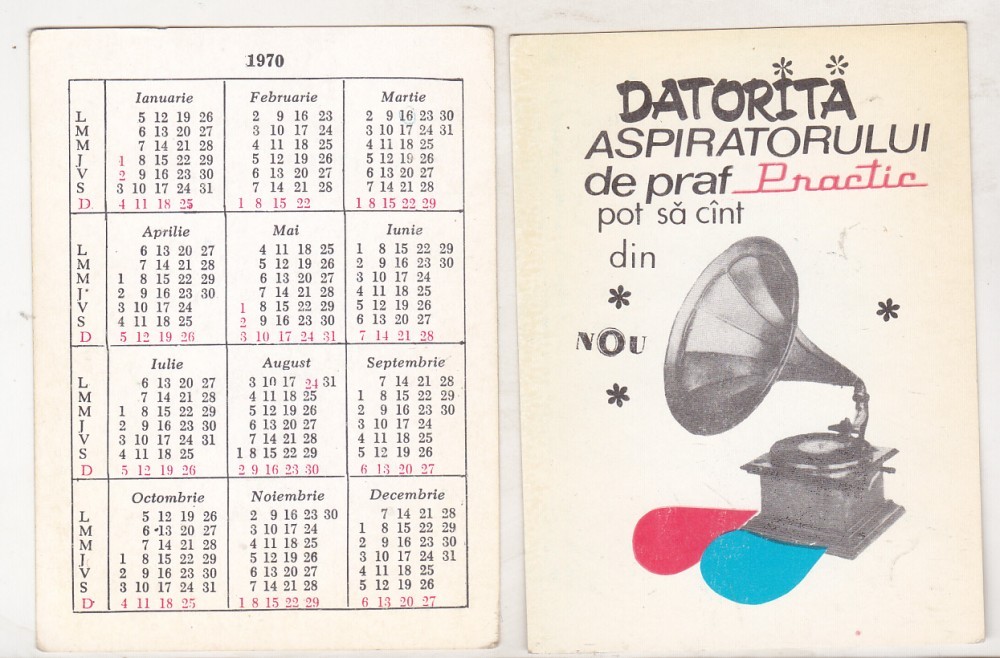 1970
Ianuarie Februarie Martie
L 5 12 19 26 2 9 16 23 2 9 16 23 30
M 6 13 20 27 3 10 17 24 3 10 17 24 31
M 7 14 21 28 4 11 18 25 4 11 18 25
J 1 8 15 22 29 5 12 19 26 5 12 19 26
V 2 9 16 23 30 6 13 20 27 6 13 20 27
S 3 10 17 24 31 7 14 21 28 7 14 21 28
D 4 11 18 25 1 8 15 22 1 8 15 22 29
Aprilie Mai Iunie
L 6 13 20 27 4 11 18 25 1 8 15 22 29
M 7 14 21 28 5 12 19 26 2 9 16 23 30
M 1 8 15 22 29 6 13 20 27 3 10 17 24
J 2 9 16 23 30 7 14 21 28 4 11 18 25
V 3 10 17 24 1 8 15 22 29 5 12 19 26
S 4 11 18 25 2 9 16 23 30 6 13 20 27
D 5 12 19 26 3 10 17 24 31 7 14 21 28
Iulie August Septembrie
L 6 13 20 27 3 10 17 24 31 7 14 21 28
M 7 14 21 28 4 11 18 25 1 8 15 22 29
M 1 8 15 22 29 5 12 19 26 2 9 16 23 30
J 2 9 16 23 30 6 13 20 27 3 10 17 24
V 3 10 17 24 31 7 14 21 28 4 11 18 25
S 4 11 18 25 1 8 15 22 29 5 12 19 26
D 5 12 19 26 2 9 16 23 30 6 13 20 27
Octombrie Noiembrie Decembrie
L 5 12 19 26 2 9 16 23 30 7 14 21 28
M 6 13 20 27 3 10 17 24 1 8 15 22 29
M 7 14 21 28 4 11 18 25 2 9 16 23 30
J 1 8 15 22 29 5 12 19 26 3 10 17 24 31
V 2 9 16 23 30 6 13 20 27 4 11 18 25
S 3 10 17 24 31 7 14 21 28 5 12 19 26
D 4 11 18 25 1 8 15 22 29 6 13 20 27
DATORITĂ
ASPIRATORULUI
de praf Practic
pot să cînt
din
NOU